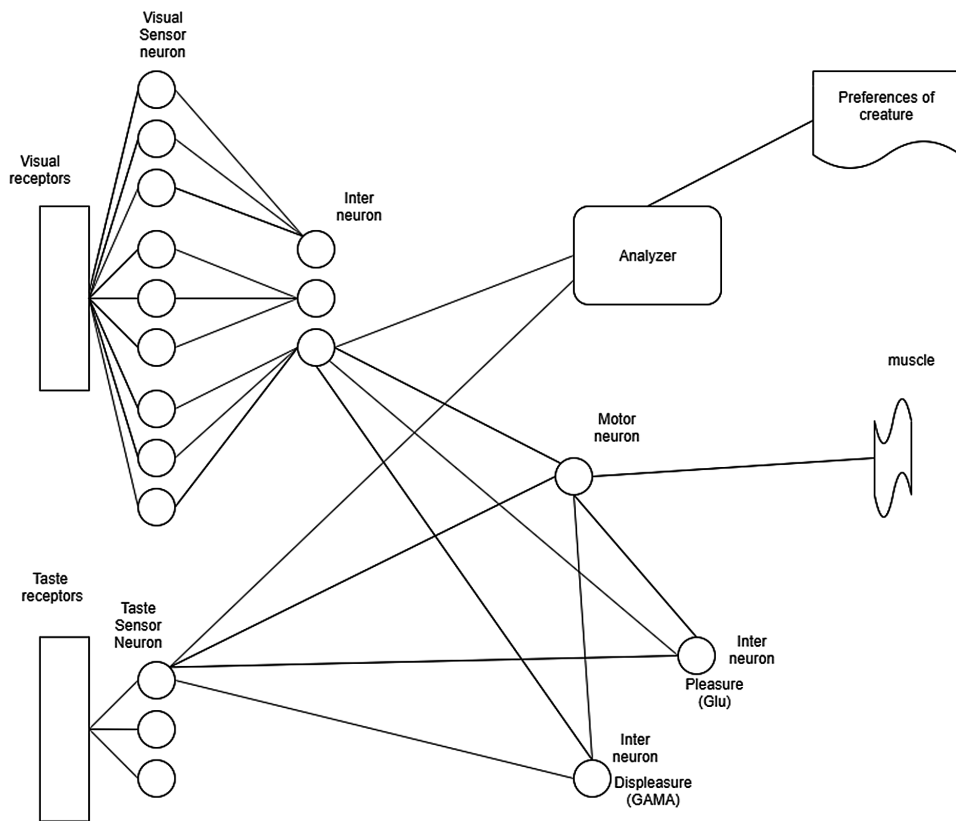 Visual
Sensor
neuron
Preferences of
creature
Visual
receptors
Inter
neuron
Analyzer
muscle
Motor
neuron
Taste
receptors
Taste
Sensor
Neuron
Inter
neuron
Pleasure
(Glu)
Inter
neuron
Displeasure
(GAMA)